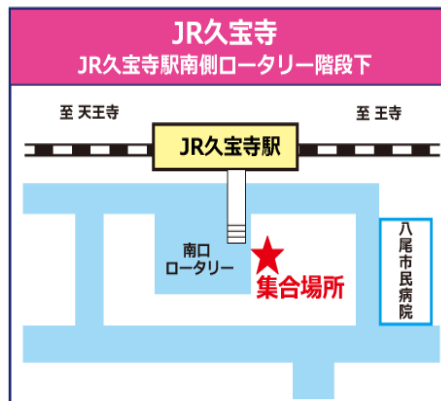 JR久宝寺
JR久宝寺駅南側ロータリー階段下
至 天王寺
至 王寺
JR久宝寺駅
南口
ロータリー
集合場所
八尾市民病院